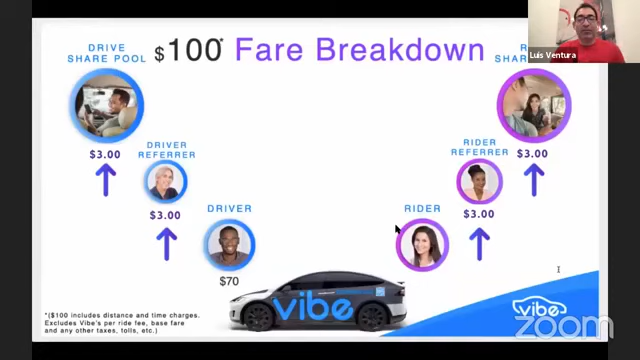 DRIVE
SHARE POOL
$100* Fare Breakdown
R
SHAR
Luis Ventura
$3.00
DRIVER
REFERRER
$3.00
DRIVER
$70
RIDER
REFERRER
$3.00
$3.00
RIDER
vibe
*($100 includes distance and time charges.
Excludes Vibe's per ride fee, base fare
and any other taxes, tolls, etc.)
vibe
zoom